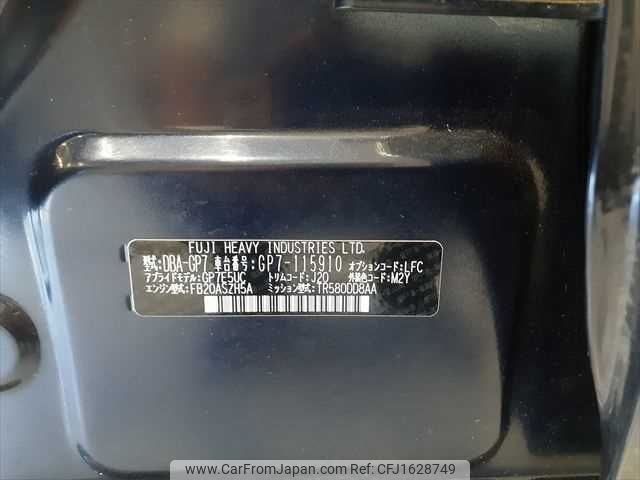 FUJI HEAVY INDUSTRIES LTD.
型式:DBA-GP7 車台番号:GP7-115910 オプションコード:LFC
アプライドモデル:GP7E5UC トリムコード:J20 外装色コード:M2Y
エンジン型式:FB20ASZH5A ミッション型式:TR580DD8AA
www.carfromjapan.com Car ID: CFJ1628749